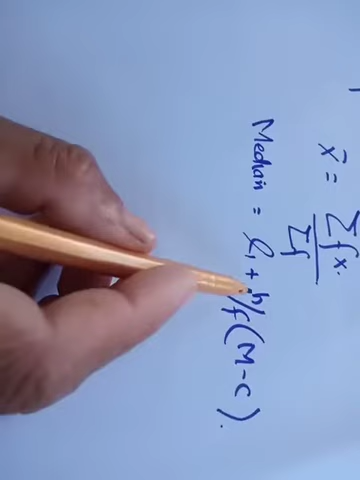 x̄ = Σfx / Σf
Median = l₁ + h/f (M-C).